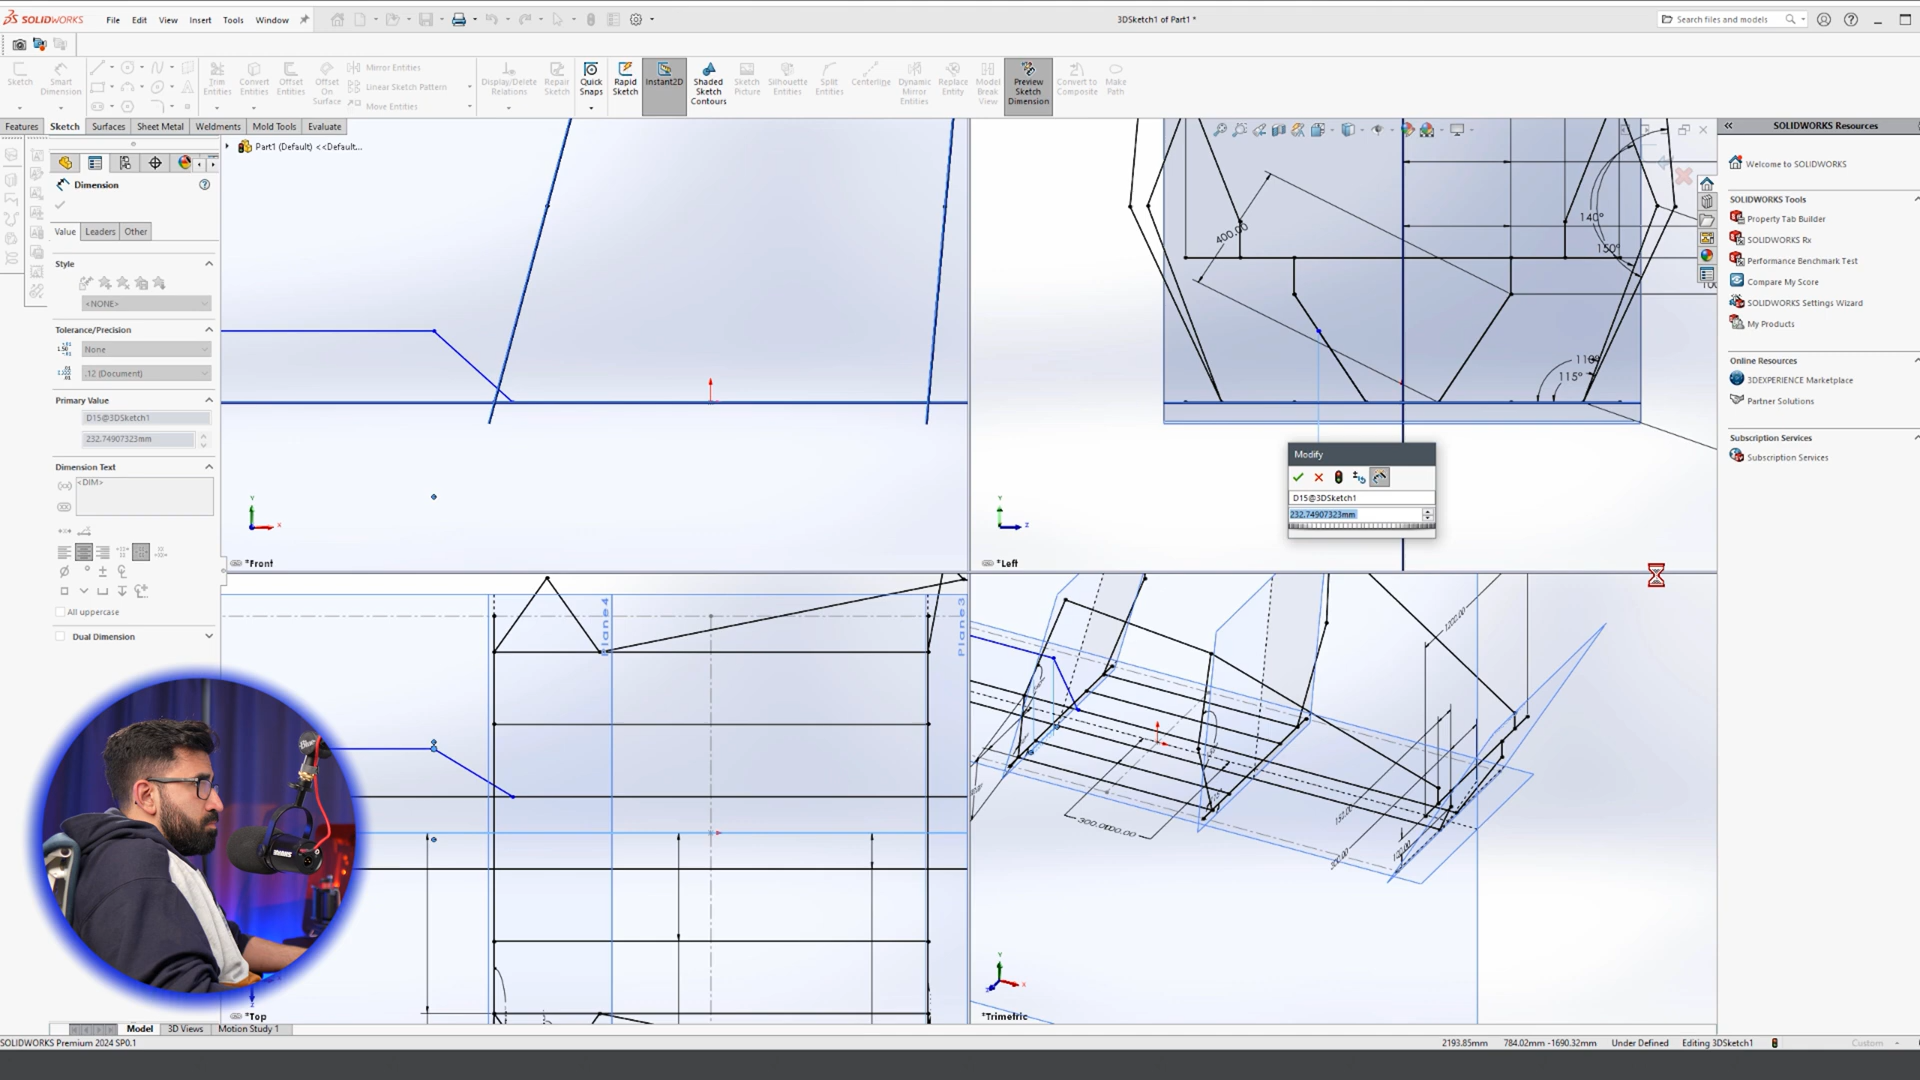 SOLIDWORKS
File
Edit
View
Insert
Tools
Window
3DSketch1 of Part1 *
Search files and models
Sketch
Smart Dimension
Trim Entities
Convert Entities
Offset Entities
Offset On Surface
Mirror Entities
Linear Sketch Pattern
Move Entities
Display/Delete Relations
Repair Sketch
Quick Snaps
Rapid Sketch
Instant2D
Shaded Sketch Contours
Sketch Picture
Silhouette Entities
Split Entities
Centerline
Dynamic Mirror Entities
Replace Entity
Model Break View
Preview Sketch Dimension
Convert to Composite
Make Path
Features
Sketch
Surfaces
Sheet Metal
Weldments
Mold Tools
Evaluate
Part1 (Default) <<Default...
Dimension
Value
Leaders
Other
Style
<NONE>
Tolerance/Precision
None
.12 (Document)
Primary Value
D15@3DSketch1
232.74907323mm
Dimension Text
<DIM>
All uppercase
Dual Dimension
*Front
*Left
*Top
*Trimetric
Plane4
Plane3
400.00
140°
150°
110°
115°
Modify
D15@3DSketch1
232.74907323mm
1200.00
SOLIDWORKS Resources
Welcome to SOLIDWORKS
SOLIDWORKS Tools
Property Tab Builder
SOLIDWORKS Rx
Performance Benchmark Test
Compare My Score
SOLIDWORKS Settings Wizard
My Products
Online Resources
3DEXPERIENCE Marketplace
Partner Solutions
Subscription Services
Subscription Services
Model
3D Views
Motion Study 1
SOLIDWORKS Premium 2024 SP0.1
2193.85mm
784.02mm -1690.32mm
Under Defined
Editing 3DSketch1
Custom